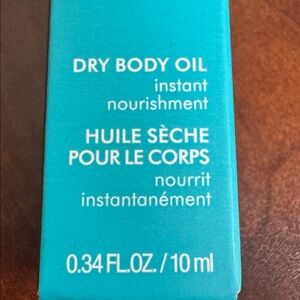 DRY BODY OIL
instant
nourishment
HUILE SÈCHE
POUR LE CORPS
nourrit
instantanément
0.34 FL.OZ. / 10 ml